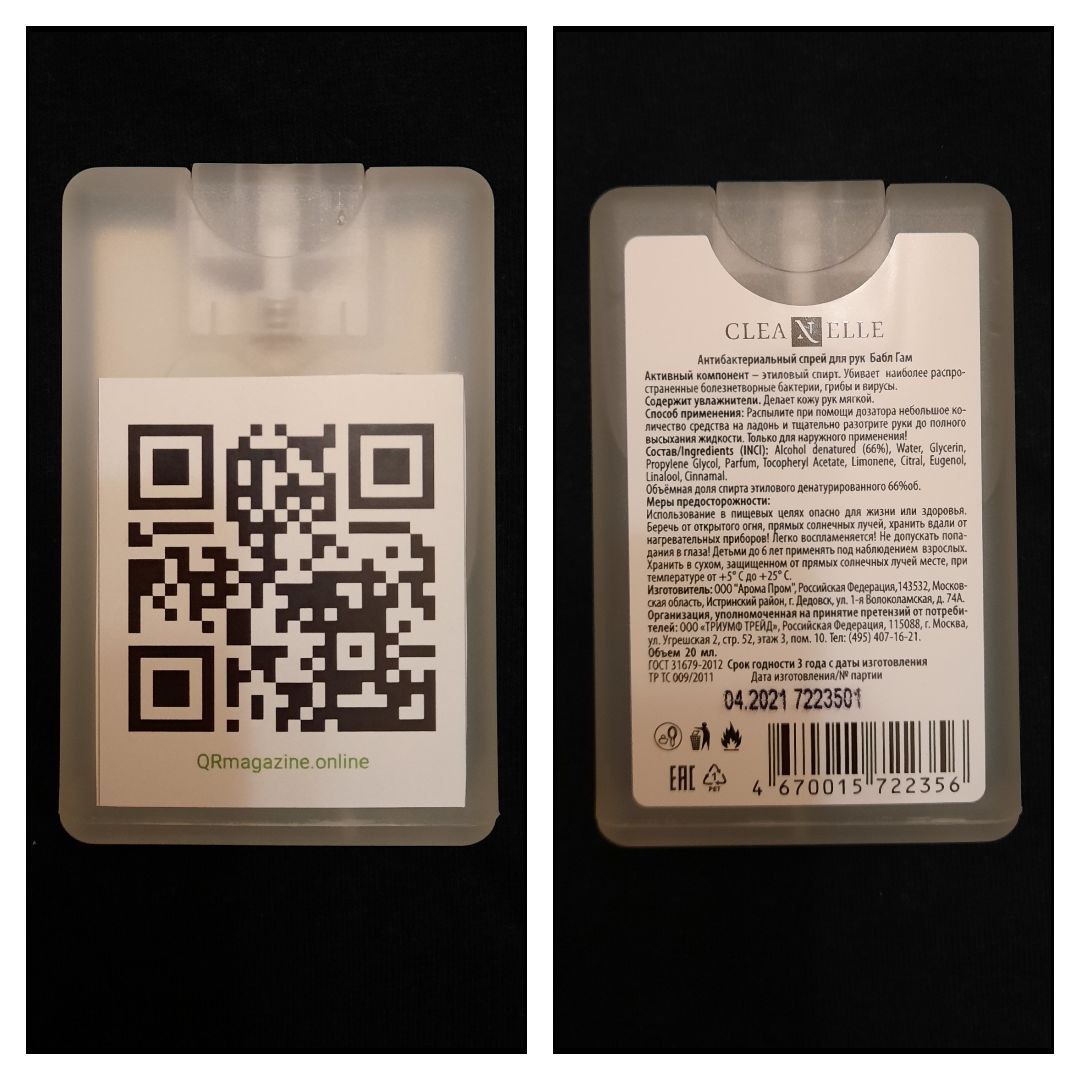 QRmagazine.online
CLEANELLE
Антибактериальный спрей для рук Бабл Гам
Активный компонент – этиловый спирт. Убивает наиболее распро-
страненные болезнетворные бактерии, грибы и вирусы.
Содержит увлажнители. Делает кожу рук мягкой.
Способ применения: Распылите при помощи дозатора небольшое ко-
личество средства на ладонь и тщательно разотрите руки до полного
высыхания жидкости. Только для наружного применения!
Состав/Ingredients (INCI): Alcohol denatured (66%), Water, Glycerin,
Propylene Glycol, Parfum, Tocopheryl Acetate, Limonene, Citral, Eugenol,
Linalool, Cinnamal.
Объёмная доля спирта этилового денатурированного 66%об.
Меры предосторожности:
Использование в пищевых целях опасно для жизни или здоровья.
Беречь от открытого огня, прямых солнечных лучей, хранить вдали от
нагревательных приборов! Легко воспламеняется! Не допускать попа-
дания в глаза! Детьми до 6 лет применять под наблюдением взрослых.
Хранить в сухом, защищенном от прямых солнечных лучей месте, при
температуре от +5° С до +25° С.
Изготовитель: ООО "Арома Пром", Российская Федерация,143532, Москов-
ская область, Истринский район, г. Дедовск, ул. 1-я Волоколамская, д. 74А.
Организация, уполномоченная на принятие претензий от потреби-
телей: ООО «ТРИУМФ ТРЕЙД», Российская Федерация, 115088, г. Москва,
ул. Угрешская 2, стр. 52, этаж 3, пом. 10. Тел: (495) 407-16-21.
Объем 20 мл.
ГОСТ 31679-2012 Срок годности 3 года с даты изготовления
ТР ТС 009/2011 Дата изготовления/№ партии
04.2021 7223501
EAC 1 PET
4 670015 722356